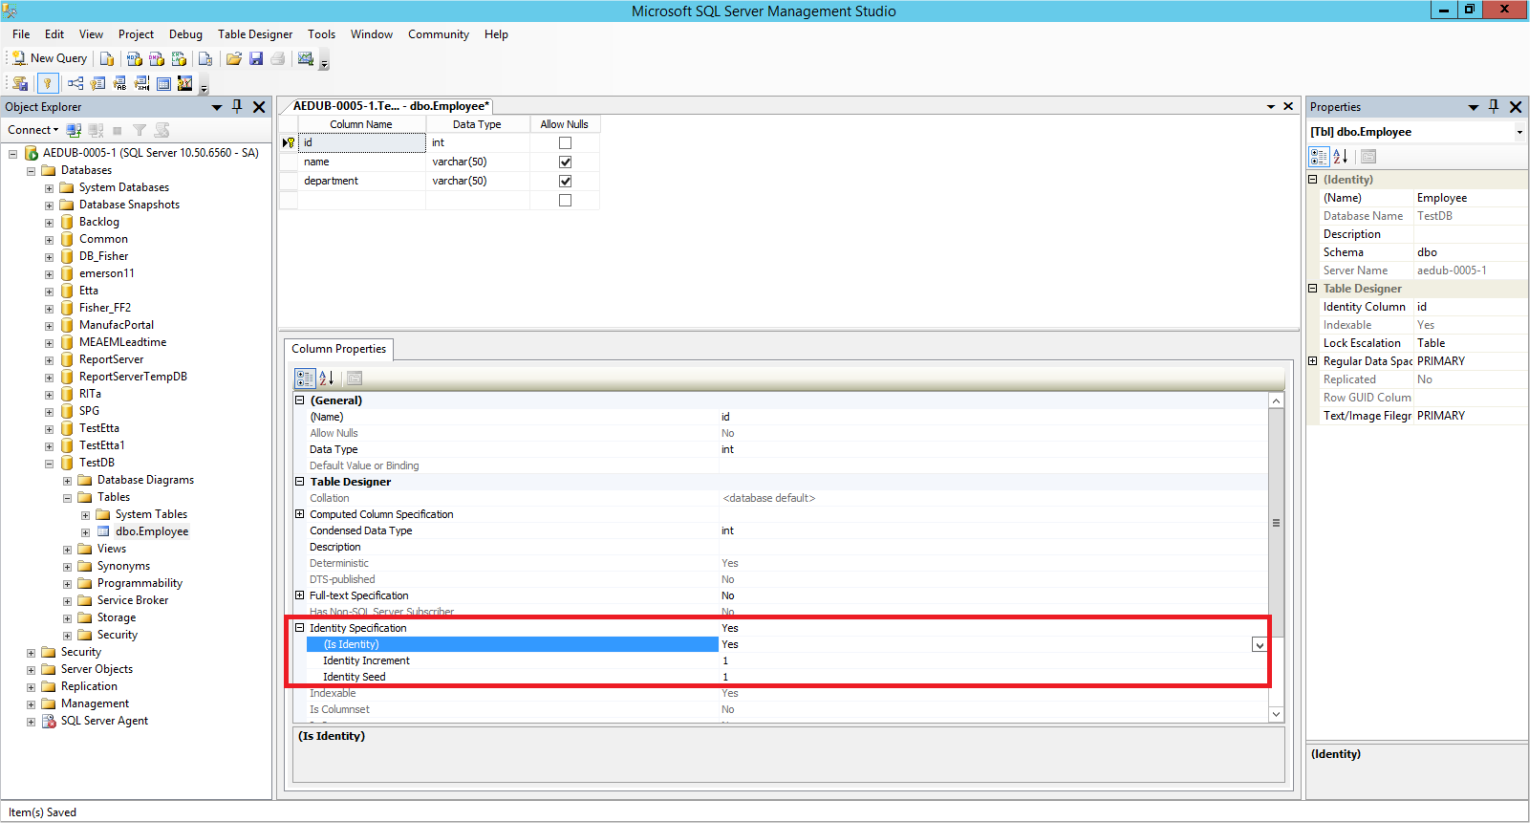 Microsoft SQL Server Management Studio
File Edit View Project Debug Table Designer Tools Window Community Help
New Query
Object Explorer
Connect
AEDUB-0005-1 (SQL Server 10.50.6560 - SA)
Databases
System Databases
Database Snapshots
Backlog
Common
DB_Fisher
emerson11
Etta
Fisher_FF2
ManufacPortal
MEAEMLeadtime
ReportServer
ReportServerTempDB
RITa
SPG
TestEtta
TestEtta1
TestDB
Database Diagrams
Tables
System Tables
dbo.Employee
Views
Synonyms
Programmability
Service Broker
Storage
Security
Security
Server Objects
Replication
Management
SQL Server Agent
AEDUB-0005-1.Te... - dbo.Employee*
Column Name Data Type Allow Nulls
id int
name varchar(50)
department varchar(50)
Column Properties
(General)
(Name) id
Allow Nulls No
Data Type int
Default Value or Binding
Table Designer
Collation <database default>
Computed Column Specification
Condensed Data Type int
Description
Deterministic Yes
DTS-published No
Full-text Specification No
Has Non-SQL Server Subscriber No
Identity Specification Yes
(Is Identity) Yes
Identity Increment 1
Identity Seed 1
Indexable Yes
Is Columnset No
(Is Identity)
Properties
[Tbl] dbo.Employee
(Identity)
(Name) Employee
Database Name TestDB
Description
Schema dbo
Server Name aedub-0005-1
Table Designer
Identity Column id
Indexable Yes
Lock Escalation Table
Regular Data Spac PRIMARY
Replicated No
Row GUID Colum
Text/Image Filegr PRIMARY
(Identity)
Item(s) Saved